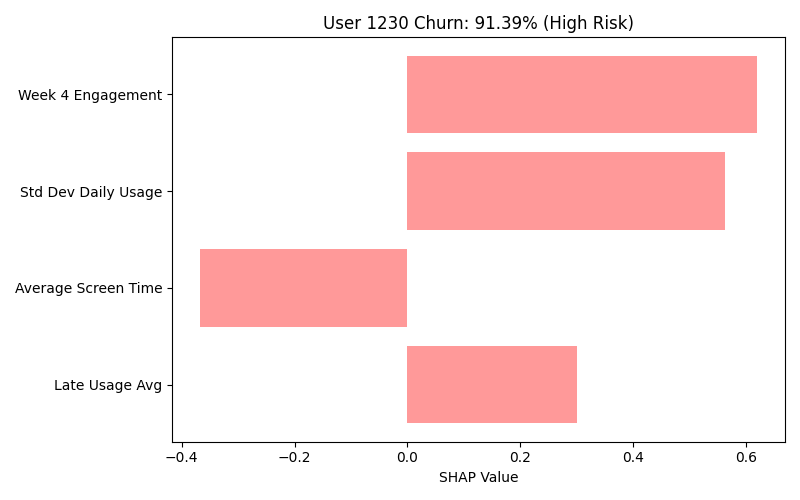 User 1230 Churn: 91.39% (High Risk)
Week 4 Engagement
Std Dev Daily Usage
Average Screen Time
Late Usage Avg
−0.4 −0.2 0.0 0.2 0.4 0.6
SHAP Value